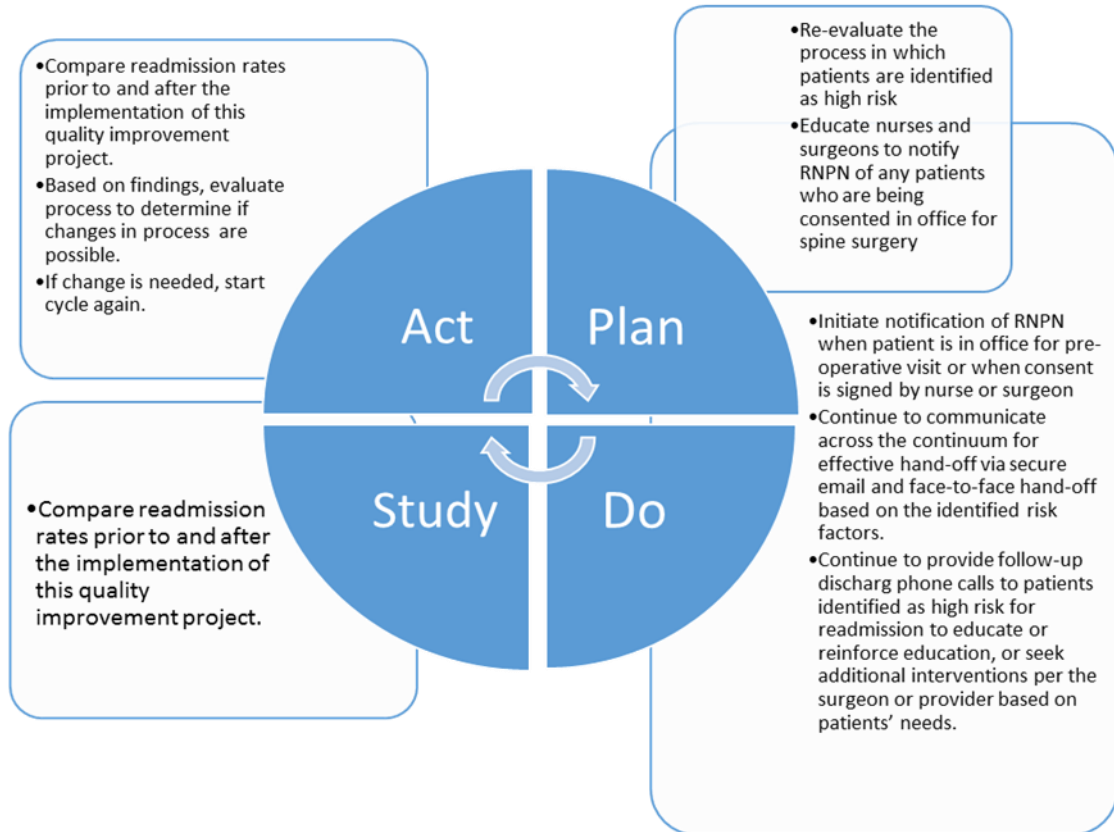 •Compare readmission
rates prior to and after
the implementation of
this quality
improvement
project.
•Based on findings, evaluate
process to determine if
changes in process are
possible.
•If change is needed, start
cycle again.
•Re-evaluate the
process in which
patients are identified
as high risk
•Educate nurses and
surgeons to notify
RNPN of any patients
who are being
consented in office for
spine surgery
Act
Plan
Study
Do
•Compare readmission
rates prior to and after
the implementation of
this quality
improvement project.
•Initiate notification of RNPN
when patient is in office for pre-
operative visit or when consent
is signed by nurse or surgeon
•Continue to communicate
across the continuum for
effective hand-off via secure
email and face-to-face hand-off
based on the identified risk
factors.
•Continue to provide follow-up
discharg phone calls to patients
identified as high risk for
readmission to educate or
reinforce education, or seek
additional interventions per the
surgeon or provider based on
patients’ needs.